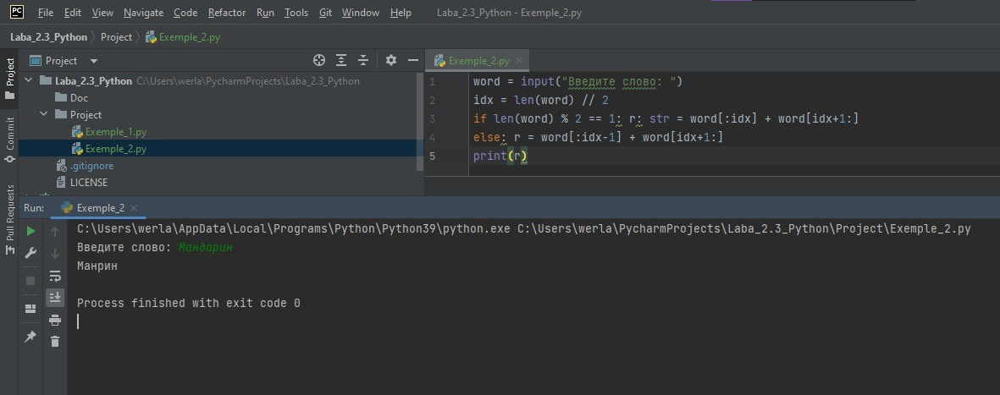 PC File Edit View Navigate Code Refactor Run Tools Git Window Help Laba_2.3_Python - Exemple_2.py
Laba_2.3_Python Project Exemple_2.py
Project
Commit
Pull Requests
Project
Laba_2.3_Python C:\Users\werla\PycharmProjects\Laba_2.3_Python
Doc
Project
Exemple_1.py
Exemple_2.py
.gitignore
LICENSE
Exemple_2.py
1 word = input("Введите слово: ")
2 idx = len(word) // 2
3 if len(word) % 2 == 1: r: str = word[:idx] + word[idx+1:]
4 else: r = word[:idx-1] + word[idx+1:]
5 print(r)
Run: Exemple_2
C:\Users\werla\AppData\Local\Programs\Python\Python39\python.exe C:\Users\werla\PycharmProjects\Laba_2.3_Python\Project\Exemple_2.py
Введите слово: Мандарин
Манрин
Process finished with exit code 0